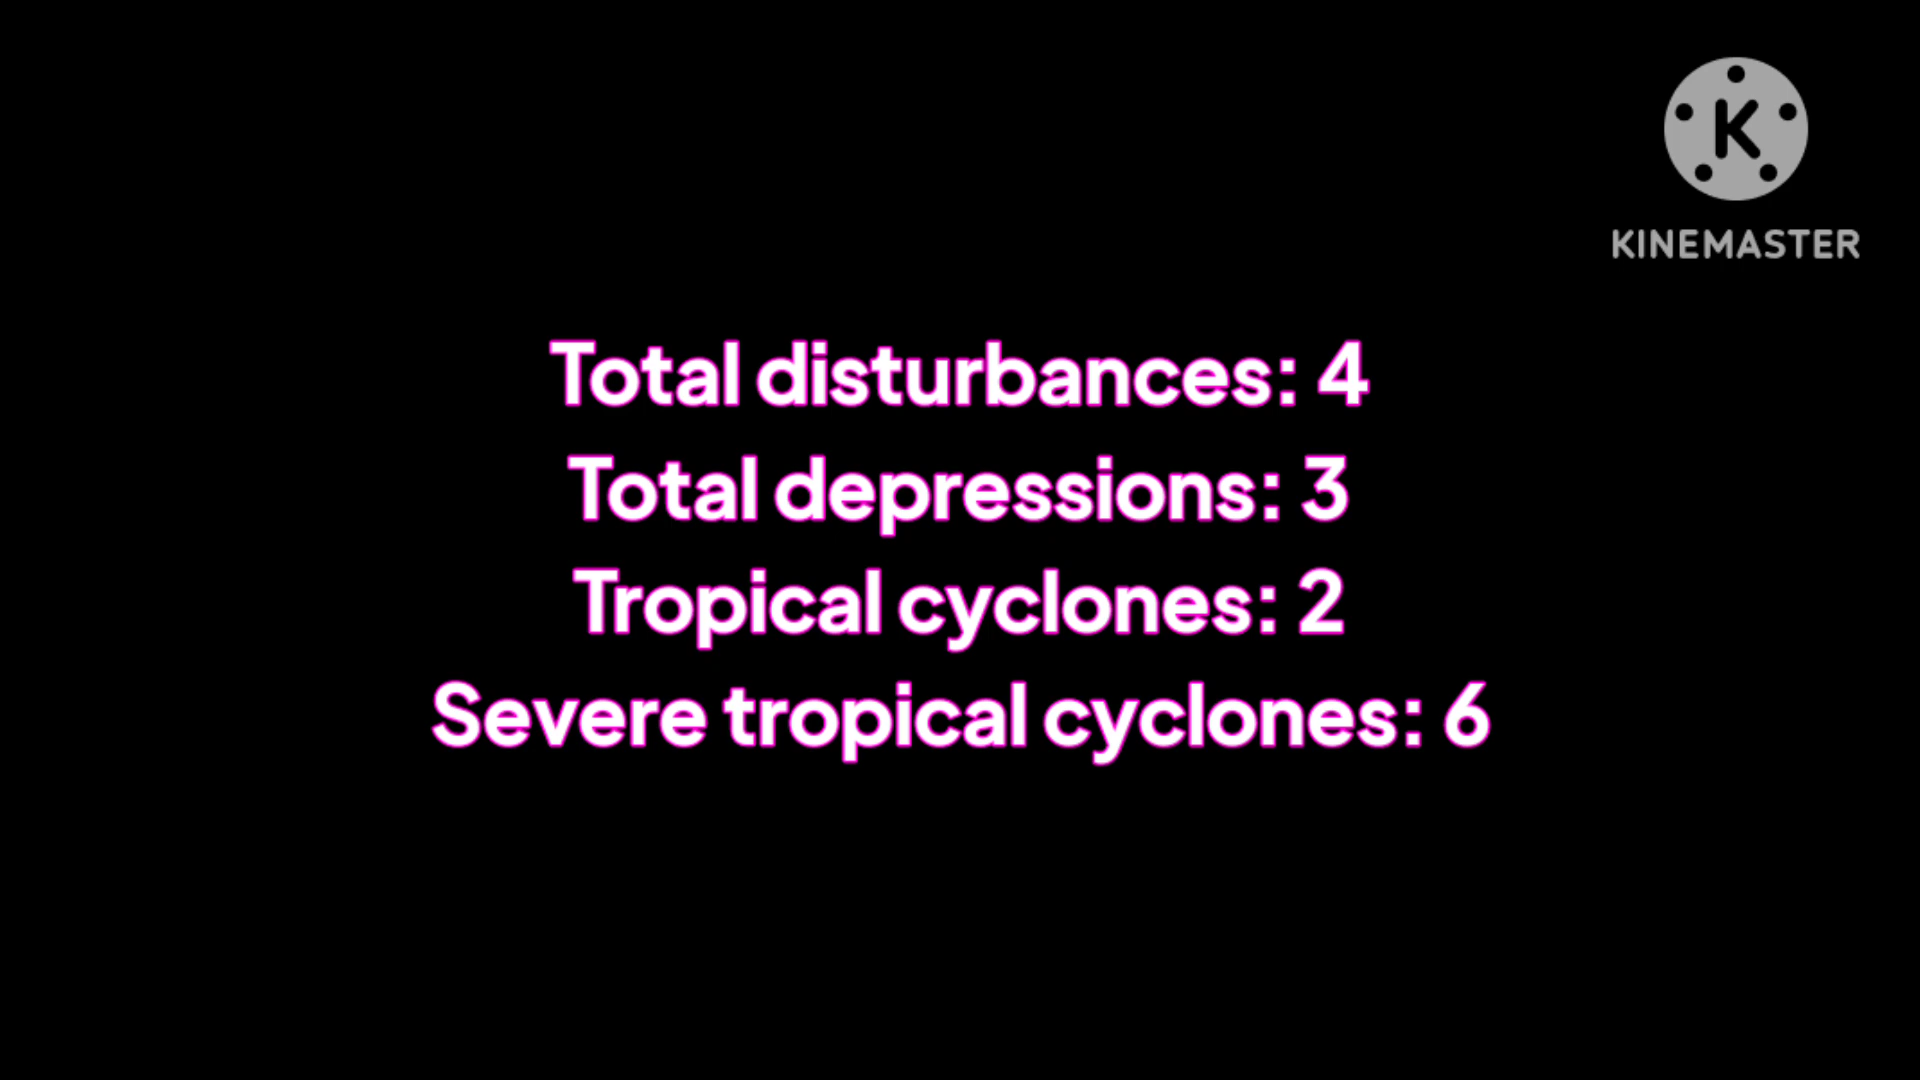 K
KINEMASTER
Total disturbances: 4
Total depressions: 3
Tropical cyclones: 2
Severe tropical cyclones: 6